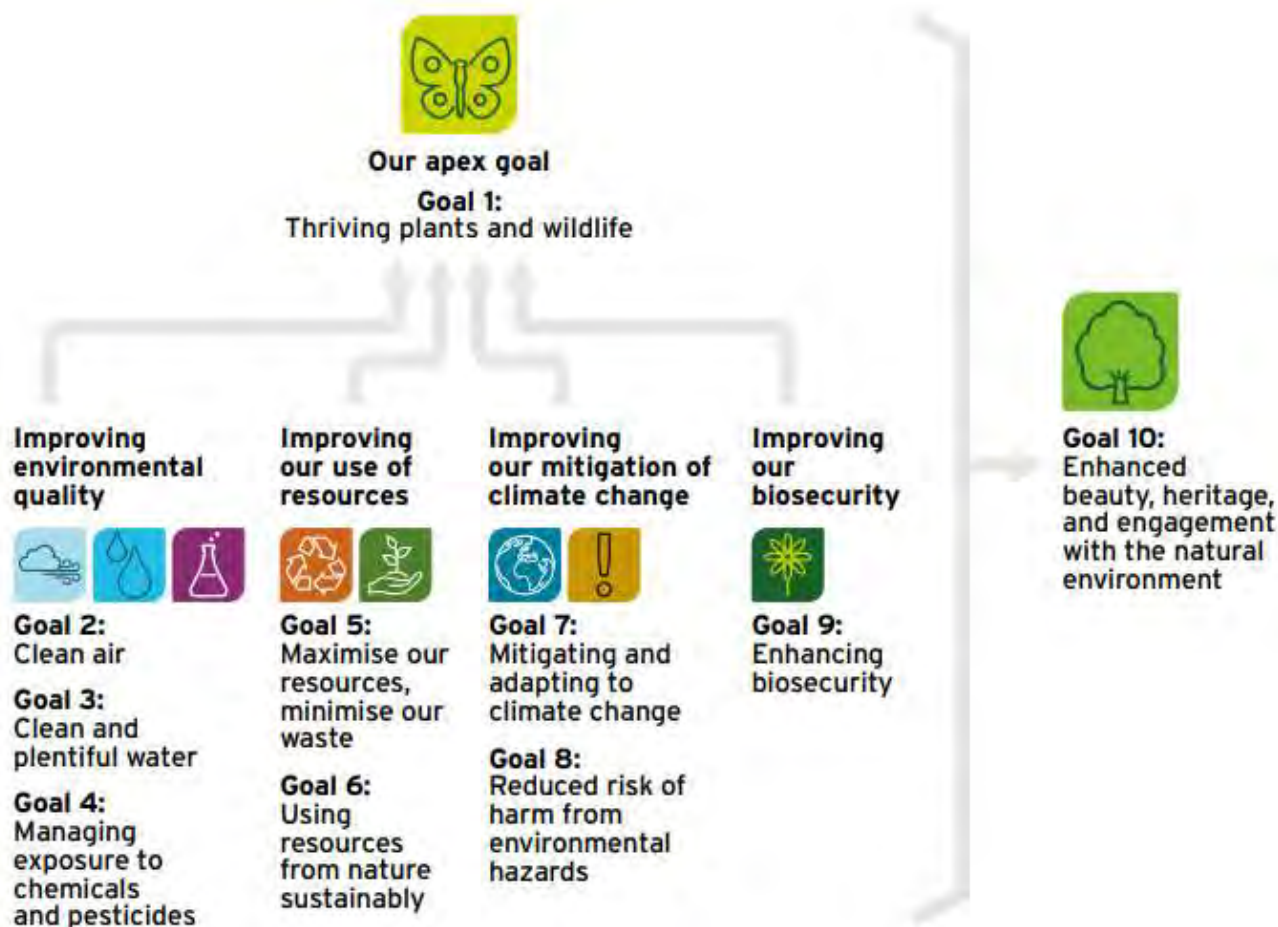 Our apex goal
Goal 1:
Thriving plants and wildlife
Improving
environmental
quality
Goal 2:
Clean air
Goal 3:
Clean and
plentiful water
Goal 4:
Managing
exposure to
chemicals
and pesticides
Improving
our use of
resources
Goal 5:
Maximise our
resources,
minimise our
waste
Goal 6:
Using
resources
from nature
sustainably
Improving
our mitigation of
climate change
Goal 7:
Mitigating and
adapting to
climate change
Goal 8:
Reduced risk of
harm from
environmental
hazards
Improving
our
biosecurity
Goal 9:
Enhancing
biosecurity
Goal 10:
Enhanced
beauty, heritage,
and engagement
with the natural
environment